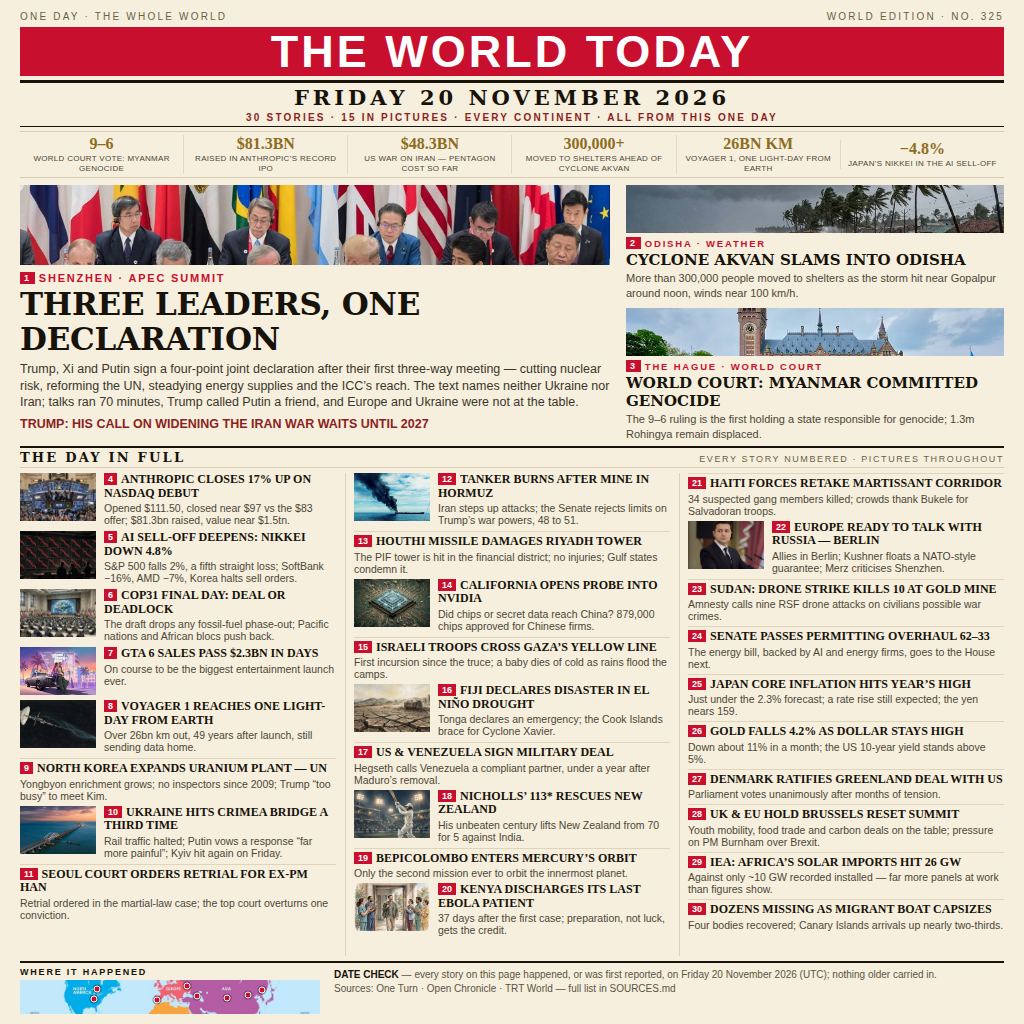 ONE DAY · THE WHOLE WORLD
WORLD EDITION · NO. 325
THE WORLD TODAY
FRIDAY 20 NOVEMBER 2026
30 STORIES · 15 IN PICTURES · EVERY CONTINENT · ALL FROM THIS ONE DAY
9–6
WORLD COURT VOTE: MYANMAR
GENOCIDE
$81.3BN
RAISED IN ANTHROPIC'S RECORD
IPO
$48.3BN
US WAR ON IRAN — PENTAGON
COST SO FAR
300,000+
MOVED TO SHELTERS AHEAD OF
CYCLONE AKVAN
26BN KM
VOYAGER 1, ONE LIGHT-DAY FROM
EARTH
−4.8%
JAPAN'S NIKKEI IN THE AI SELL-OFF
1 SHENZHEN · APEC SUMMIT
THREE LEADERS, ONE
DECLARATION
Trump, Xi and Putin sign a four-point joint declaration after their first three-way meeting — cutting nuclear
risk, reforming the UN, steadying energy supplies and the ICC's reach. The text names neither Ukraine nor
Iran; talks ran 70 minutes, Trump called Putin a friend, and Europe and Ukraine were not at the table.
TRUMP: HIS CALL ON WIDENING THE IRAN WAR WAITS UNTIL 2027
2 ODISHA · WEATHER
CYCLONE AKVAN SLAMS INTO ODISHA
More than 300,000 people moved to shelters as the storm hit near Gopalpur
around noon, winds near 100 km/h.
3 THE HAGUE · WORLD COURT
WORLD COURT: MYANMAR COMMITTED
GENOCIDE
The 9–6 ruling is the first holding a state responsible for genocide; 1.3m
Rohingya remain displaced.
THE DAY IN FULL
EVERY STORY NUMBERED · PICTURES THROUGHOUT
4 ANTHROPIC CLOSES 17% UP ON
NASDAQ DEBUT
Opened $111.50, closed near $97 vs the $83
offer; $81.3bn raised, value near $1.5tn.
5 AI SELL-OFF DEEPENS: NIKKEI
DOWN 4.8%
S&P 500 falls 2%, a fifth straight loss; SoftBank
−16%, AMD −7%, Korea halts sell orders.
6 COP31 FINAL DAY: DEAL OR
DEADLOCK
The draft drops any fossil-fuel phase-out; Pacific
nations and African blocs push back.
7 GTA 6 SALES PASS $2.3BN IN DAYS
On course to be the biggest entertainment launch
ever.
8 VOYAGER 1 REACHES ONE LIGHT-
DAY FROM EARTH
Over 26bn km out, 49 years after launch, still
sending data home.
9 NORTH KOREA EXPANDS URANIUM PLANT — UN
Yongbyon enrichment grows; no inspectors since 2009; Trump “too
busy” to meet Kim.
10 UKRAINE HITS CRIMEA BRIDGE A
THIRD TIME
Rail traffic halted; Putin vows a response “far
more painful”; Kyiv hit again on Friday.
11 SEOUL COURT ORDERS RETRIAL FOR EX-PM
HAN
Retrial ordered in the martial-law case; the top court overturns one
conviction.
12 TANKER BURNS AFTER MINE IN
HORMUZ
Iran steps up attacks; the Senate rejects limits on
Trump's war powers, 48 to 51.
13 HOUTHI MISSILE DAMAGES RIYADH TOWER
The PIF tower is hit in the financial district; no injuries; Gulf states
condemn it.
14 CALIFORNIA OPENS PROBE INTO
NVIDIA
Did chips or secret data reach China? 879,000
chips approved for Chinese firms.
15 ISRAELI TROOPS CROSS GAZA'S YELLOW LINE
First incursion since the truce; a baby dies of cold as rains flood the
camps.
16 FIJI DECLARES DISASTER IN EL
NIÑO DROUGHT
Tonga declares an emergency; the Cook Islands
brace for Cyclone Xavier.
17 US & VENEZUELA SIGN MILITARY DEAL
Hegseth calls Venezuela a compliant partner, under a year after
Maduro's removal.
18 NICHOLLS' 113* RESCUES NEW
ZEALAND
His unbeaten century lifts New Zealand from 70
for 5 against India.
19 BEPICOLOMBO ENTERS MERCURY'S ORBIT
Only the second mission ever to orbit the innermost planet.
20 KENYA DISCHARGES ITS LAST
EBOLA PATIENT
37 days after the first case; preparation, not luck,
gets the credit.
21 HAITI FORCES RETAKE MARTISSANT CORRIDOR
34 suspected gang members killed; crowds thank Bukele for
Salvadoran troops.
22 EUROPE READY TO TALK WITH
RUSSIA — BERLIN
Allies in Berlin; Kushner floats a NATO-style
guarantee; Merz criticises Shenzhen.
23 SUDAN: DRONE STRIKE KILLS 10 AT GOLD MINE
Amnesty calls nine RSF drone attacks on civilians possible war
crimes.
24 SENATE PASSES PERMITTING OVERHAUL 62–33
The energy bill, backed by AI and energy firms, goes to the House
next.
25 JAPAN CORE INFLATION HITS YEAR'S HIGH
Just under the 2.3% forecast; a rate rise still expected; the yen
nears 159.
26 GOLD FALLS 4.2% AS DOLLAR STAYS HIGH
Down about 11% in a month; the US 10-year yield stands above
5%.
27 DENMARK RATIFIES GREENLAND DEAL WITH US
Parliament votes unanimously after months of tension.
28 UK & EU HOLD BRUSSELS RESET SUMMIT
Youth mobility, food trade and carbon deals on the table; pressure
on PM Burnham over Brexit.
29 IEA: AFRICA'S SOLAR IMPORTS HIT 26 GW
Against only ~10 GW recorded installed — far more panels at work
than figures show.
30 DOZENS MISSING AS MIGRANT BOAT CAPSIZES
Four bodies recovered; Canary Islands arrivals up nearly two-thirds.
WHERE IT HAPPENED
NORTH
AMERICA
EUROPE
ASIA
DATE CHECK — every story on this page happened, or was first reported, on Friday 20 November 2026 (UTC); nothing older carried in.
Sources: One Turn · Open Chronicle · TRT World — full list in SOURCES.md